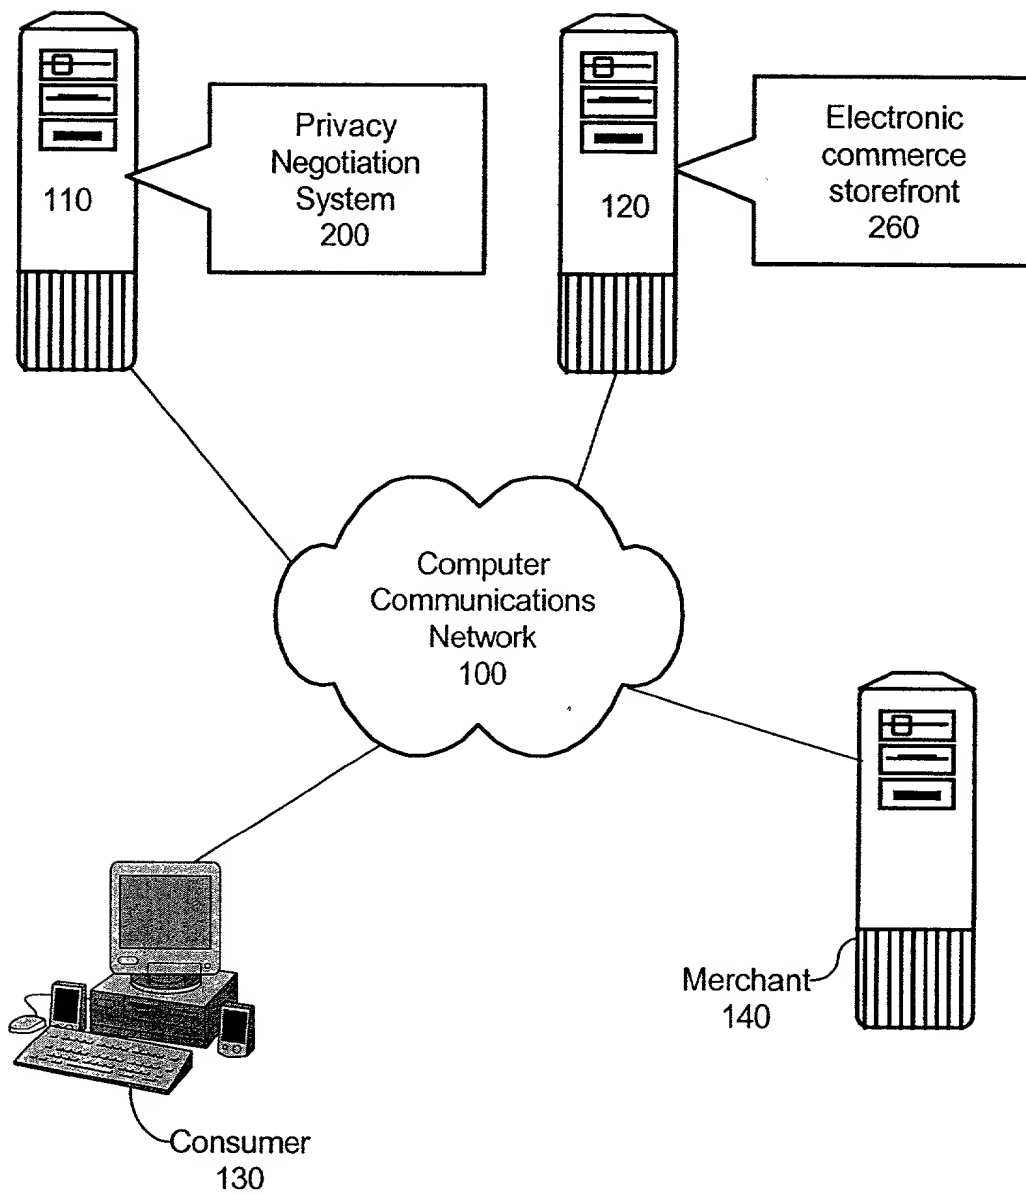 110
Privacy
Negotiation
System
200
120
Electronic
commerce
storefront
260
Computer
Communications
Network
100
Merchant
140
Consumer
130